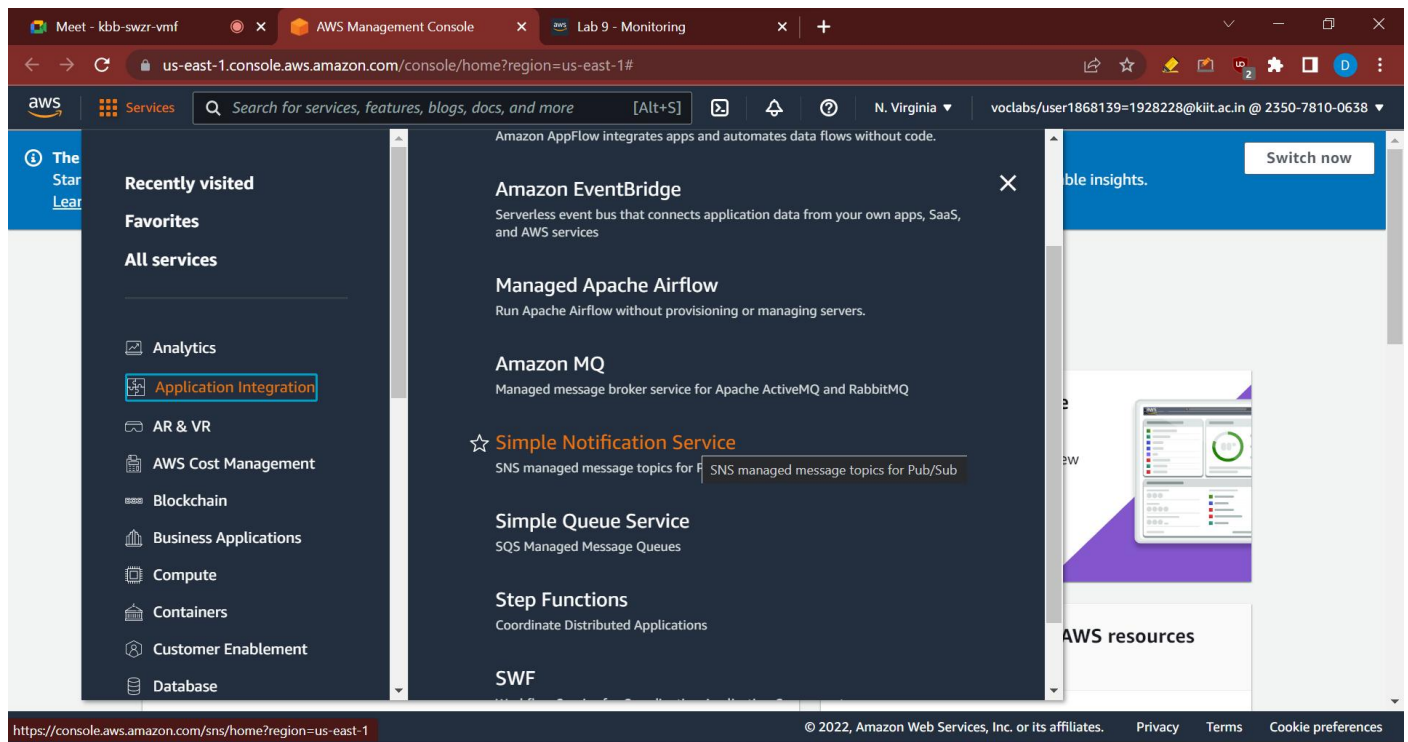 Meet - kbb-swzr-vmf
AWS Management Console
aws
Lab 9 - Monitoring
us-east-1.console.aws.amazon.com/console/home?region=us-east-1#
2
D
aws
Services
Search for services, features, blogs, docs, and more
[Alt+S]
N. Virginia
voclabs/user1868139=1928228@kiit.ac.in @ 2350-7810-0638
The
Star
Lear
ble insights.
Switch now
Recently visited
Favorites
All services
Analytics
Application Integration
AR & VR
AWS Cost Management
Blockchain
Business Applications
Compute
Containers
Customer Enablement
Database
Amazon AppFlow integrates apps and automates data flows without code.
Amazon EventBridge
Serverless event bus that connects application data from your own apps, SaaS,
and AWS services
Managed Apache Airflow
Run Apache Airflow without provisioning or managing servers.
Amazon MQ
Managed message broker service for Apache ActiveMQ and RabbitMQ
Simple Notification Service
SNS managed message topics for
SNS managed message topics for Pub/Sub
Simple Queue Service
SQS Managed Message Queues
Step Functions
Coordinate Distributed Applications
SWF
ew
AWS resources
https://console.aws.amazon.com/sns/home?region=us-east-1
© 2022, Amazon Web Services, Inc. or its affiliates.
Privacy
Terms
Cookie preferences